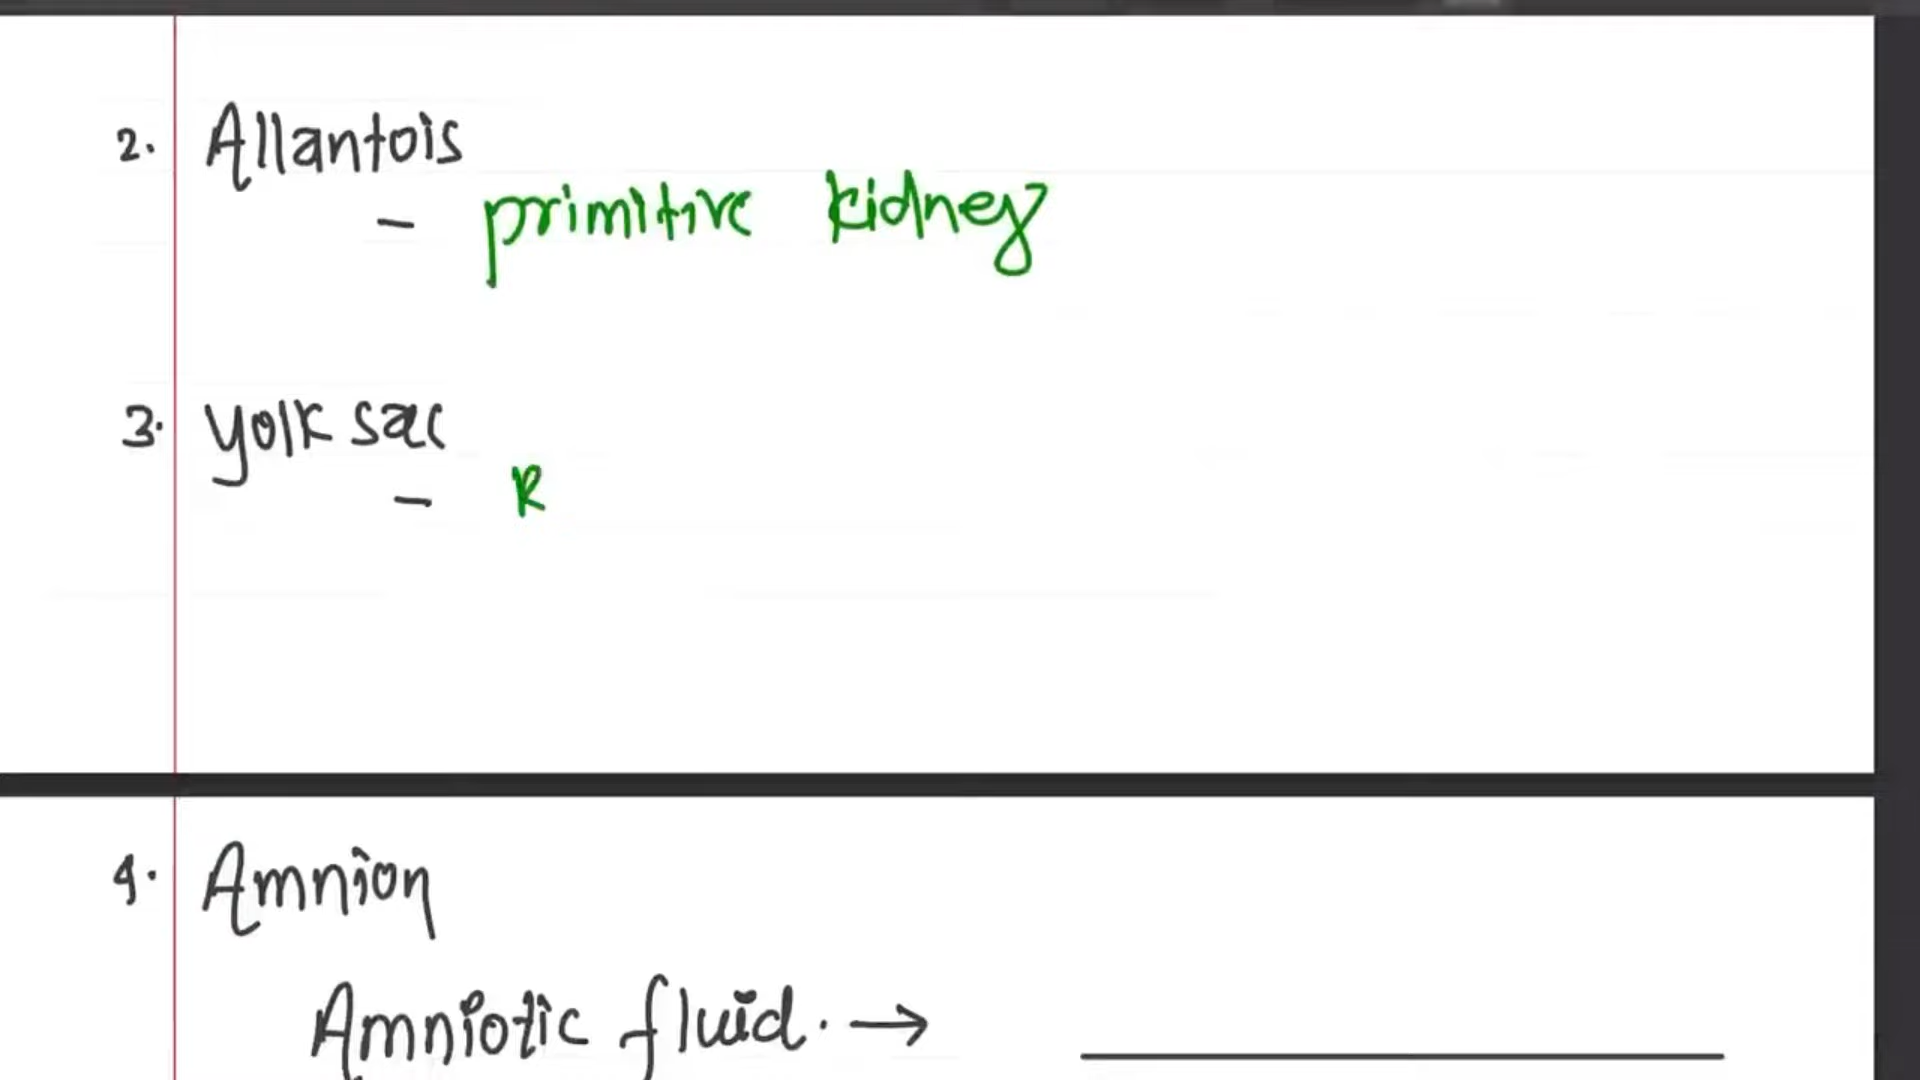 2. Allantois
- primitive kidney
3. Yolk sac
- R
4. Amnion
Amniotic fluid. →